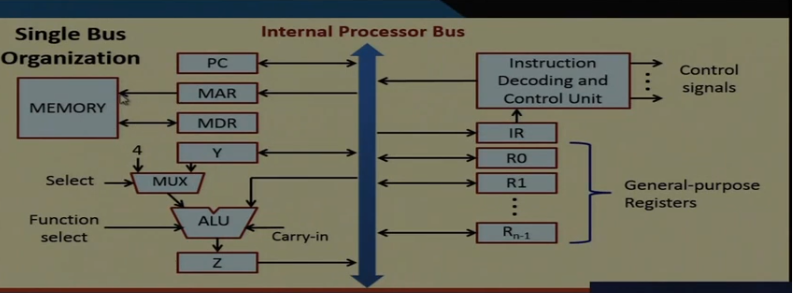 Single Bus
Organization
Internal Processor Bus
PC
MAR
MDR
MEMORY
Y
4
Select
MUX
Function
select
ALU
Carry-in
Z
Instruction
Decoding and
Control Unit
Control
signals
IR
R0
R1
Rn-1
General-purpose
Registers